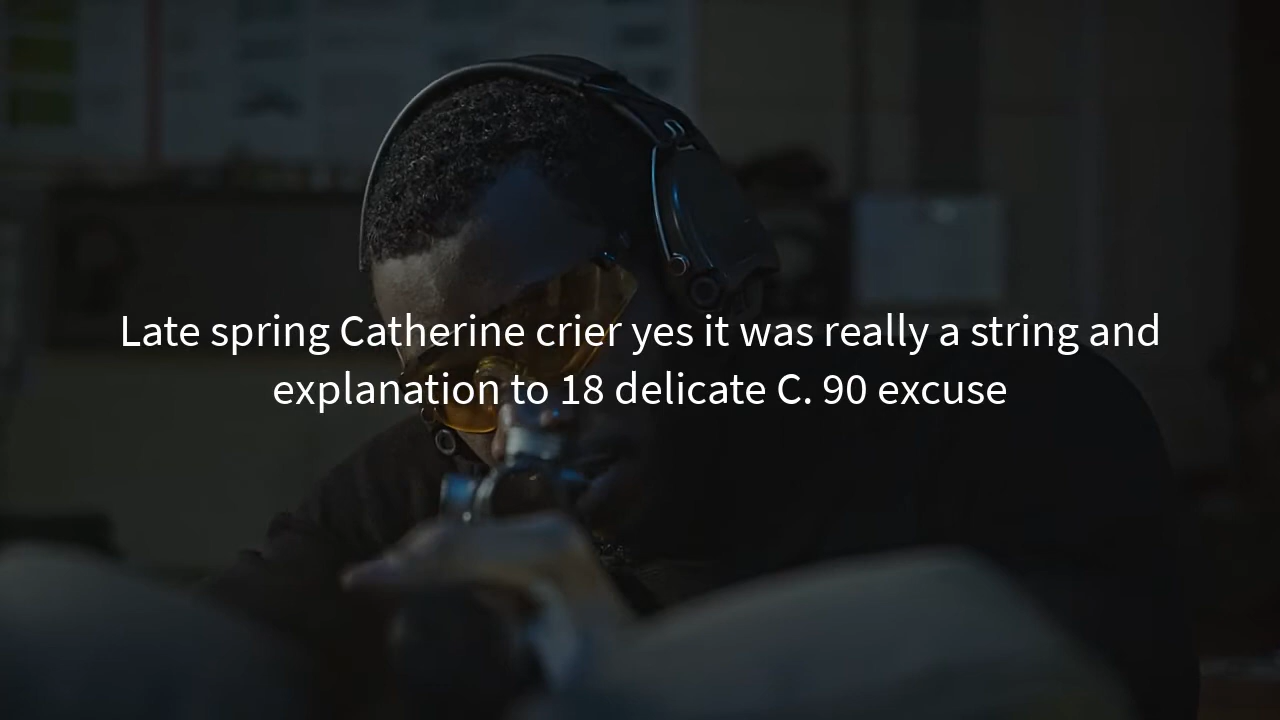 Late spring Catherine crier yes it was really a string and
explanation to 18 delicate C. 90 excuse